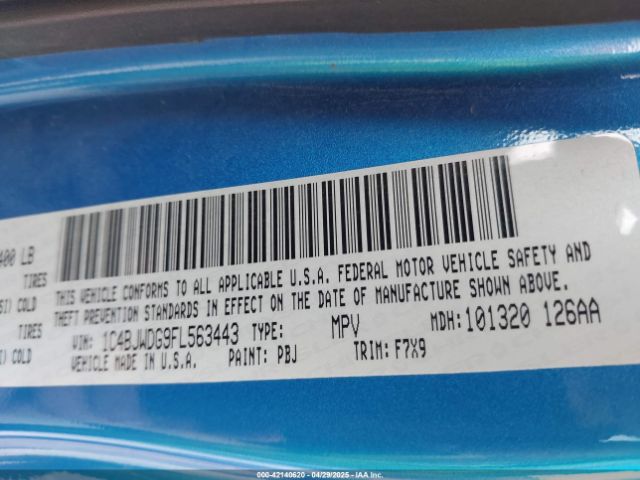 400 LB
TIRES
SI) COLD
TIRES
I) COLD
THIS VEHICLE CONFORMS TO ALL APPLICABLE U.S.A. FEDERAL MOTOR VEHICLE SAFETY AND
THEFT PREVENTION STANDARDS IN EFFECT ON THE DATE OF MANUFACTURE SHOWN ABOVE.
VIN: 1C4BJWDG9FL563443 TYPE: MPV MDH: 101320 126AA
VEHICLE MADE IN U.S.A. PAINT: PBJ TRIM: F7X9
000-42140620 - 04/29/2025 - IAA Inc.